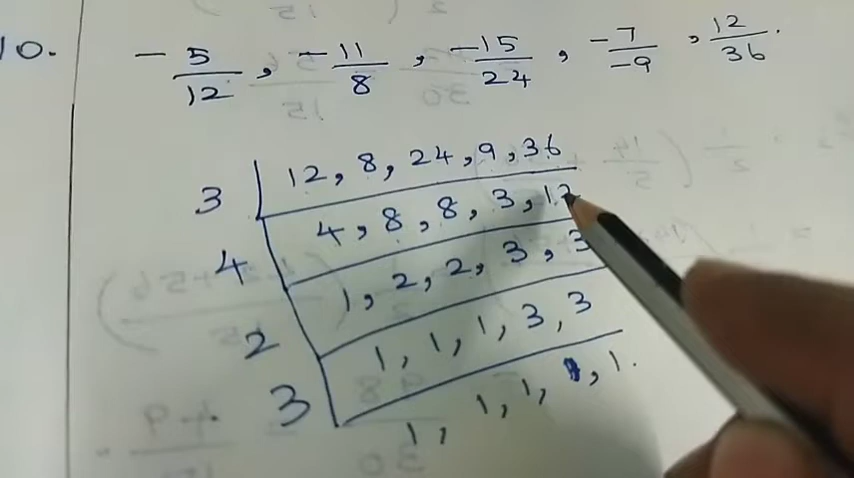 10. - 5/12, - 11/8, -15/24, -7/-9, 12/36.
3 | 12, 8, 24, 9, 36
4 | 4, 8, 8, 3, 12
2 | 1, 2, 2, 3, 3
3 | 1, 1, 1, 3, 3
1, 1, 1, 1, 1.